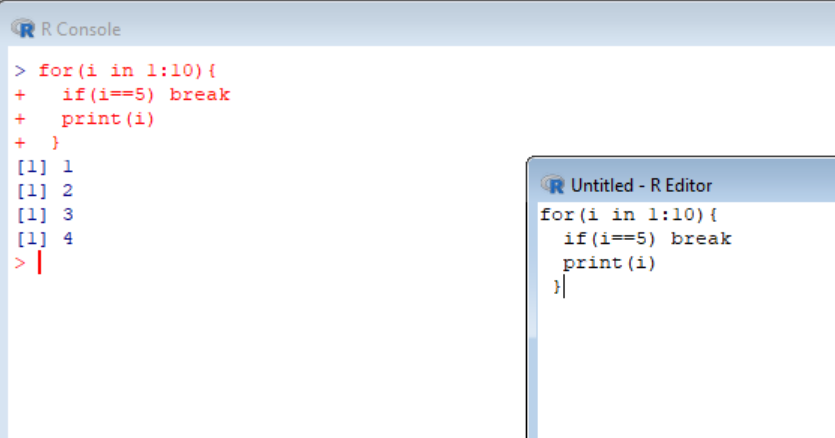 R Console
> for(i in 1:10){
+   if(i==5) break
+   print(i)
+  }
[1] 1
[1] 2
[1] 3
[1] 4
>
Untitled - R Editor
for(i in 1:10){
  if(i==5) break
  print(i)
 }